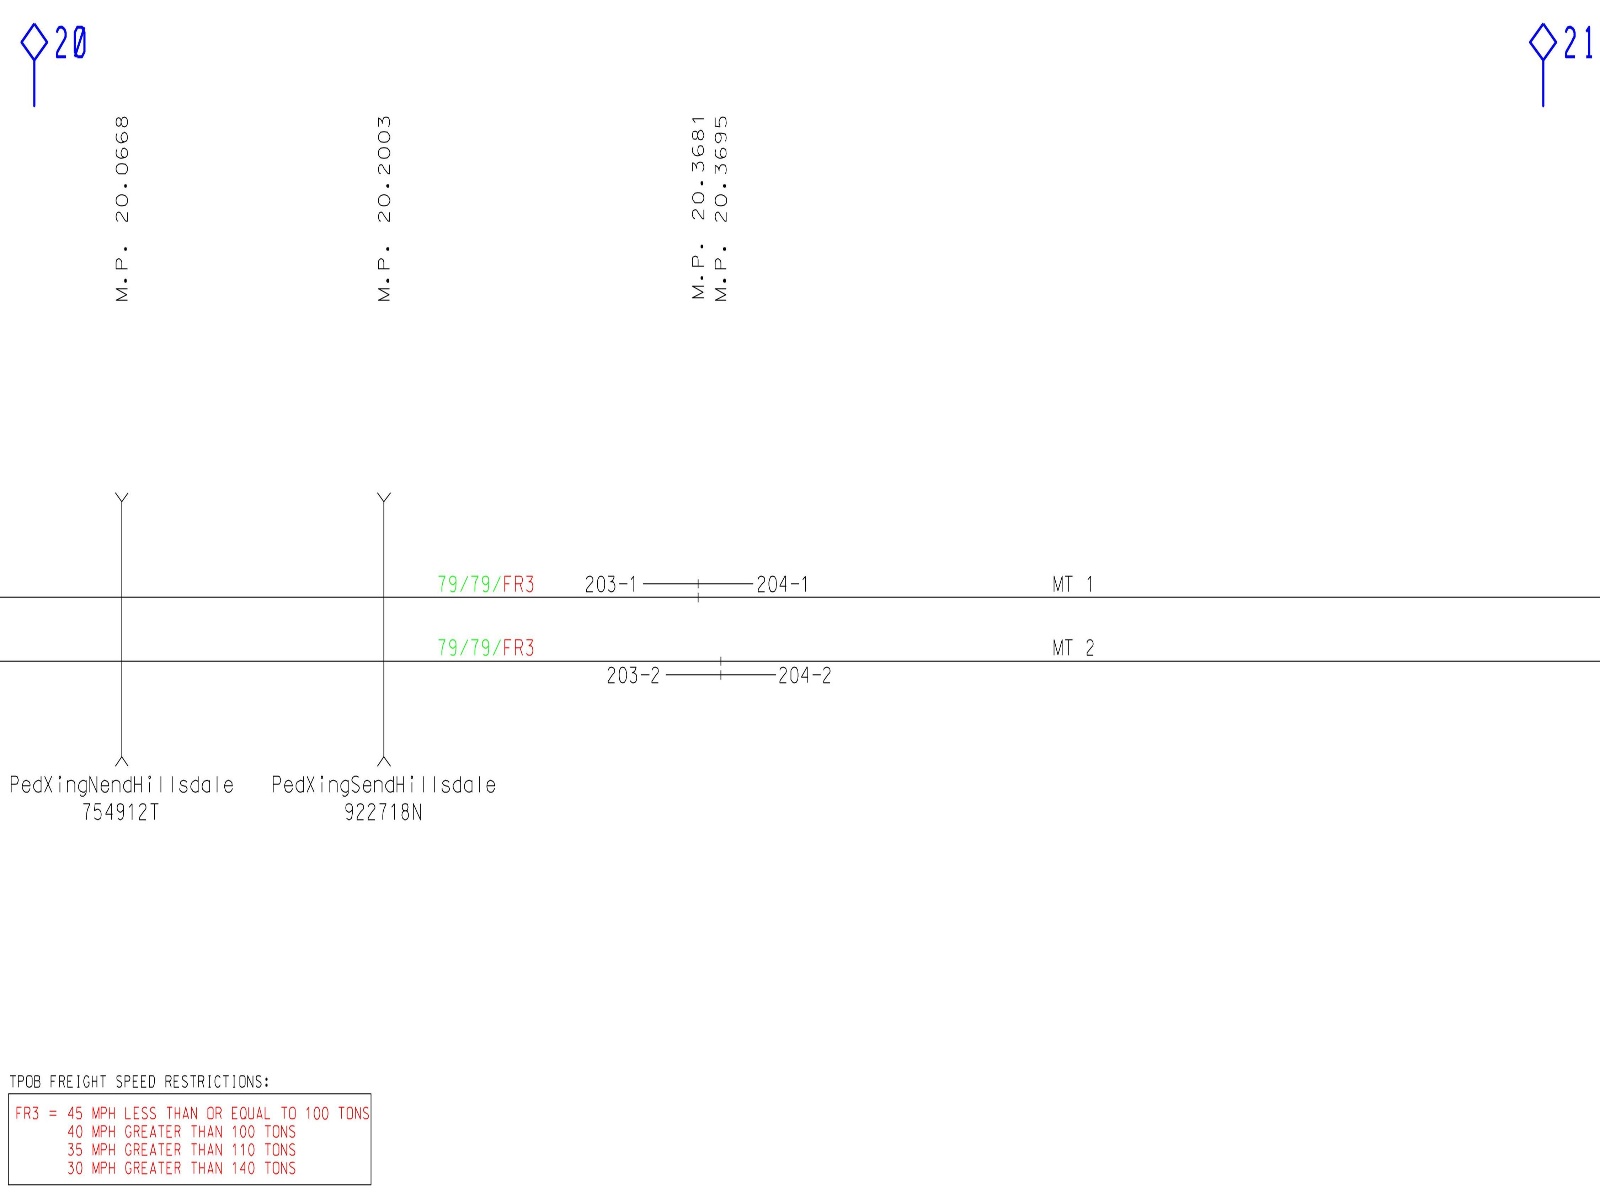 20
21
M.P. 20.0668
M.P. 20.2003
M.P. 20.3681
M.P. 20.3695
79/79/FR3
203-1
204-1
MT 1
79/79/FR3
MT 2
203-2
204-2
PedXingNendHillsdale
754912T
PedXingSendHillsdale
922718N
TPOB FREIGHT SPEED RESTRICTIONS:
FR3 = 45 MPH LESS THAN OR EQUAL TO 100 TONS
40 MPH GREATER THAN 100 TONS
35 MPH GREATER THAN 110 TONS
30 MPH GREATER THAN 140 TONS